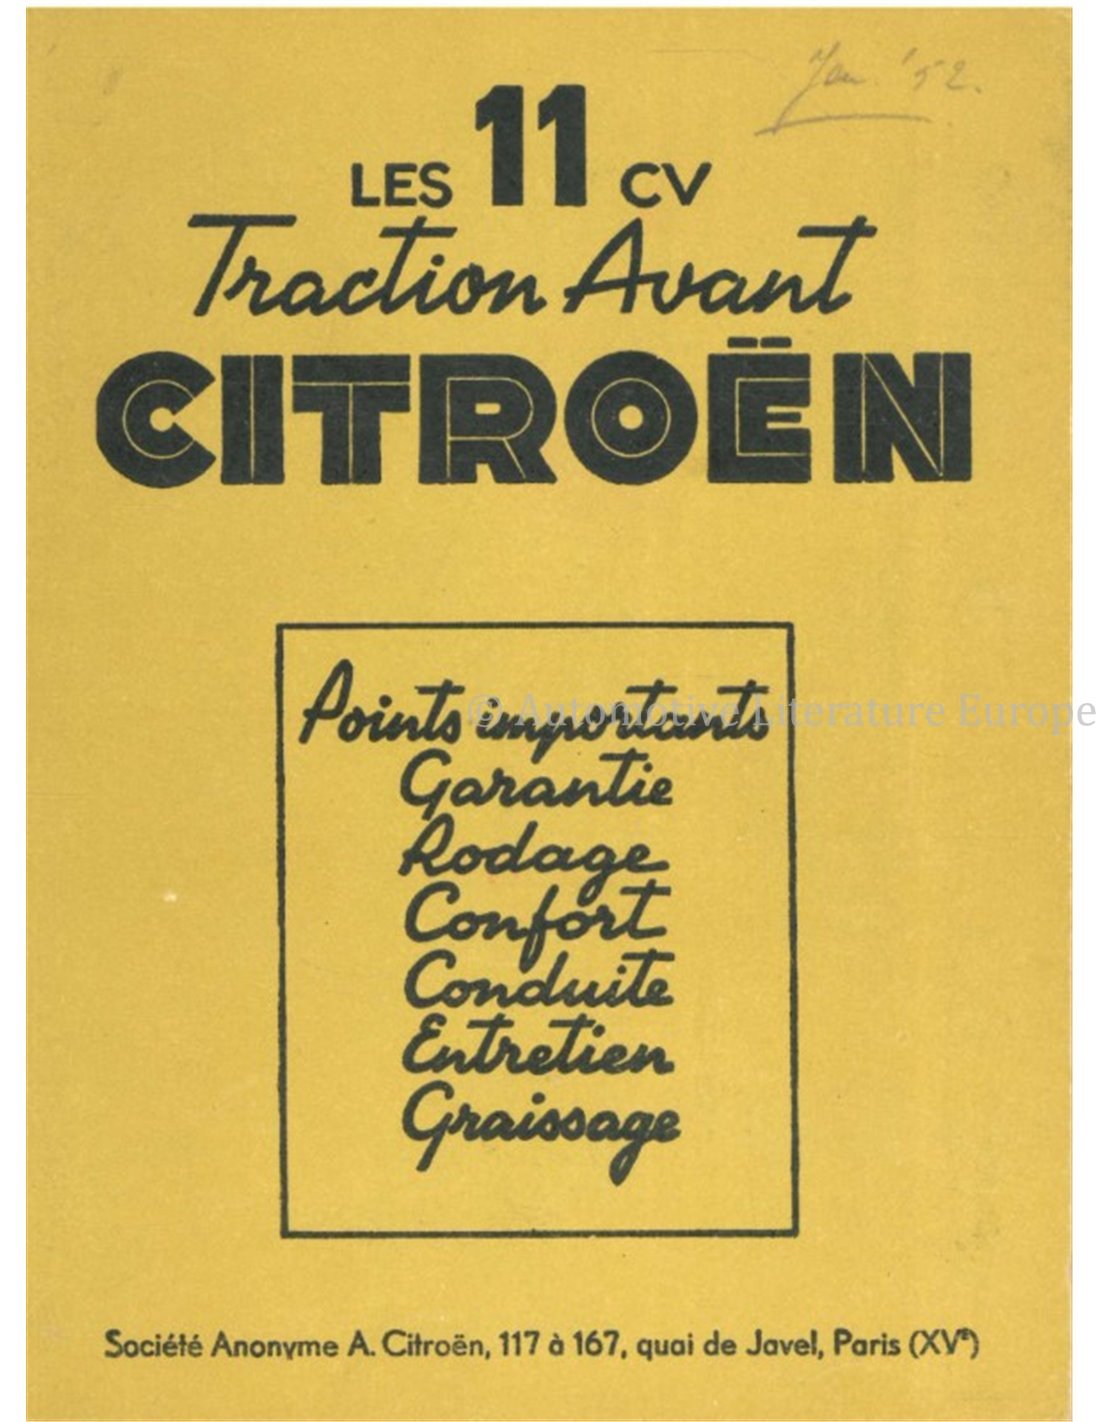 Jan. '52.
LES 11 CV
Traction Avant
CITROËN
Points importants
© Automotive Literature Europe
Garantie
Rodage
Confort
Conduite
Entretien
Graissage
Société Anonyme A. Citroën, 117 à 167, quai de Javel, Paris (XVᵉ)